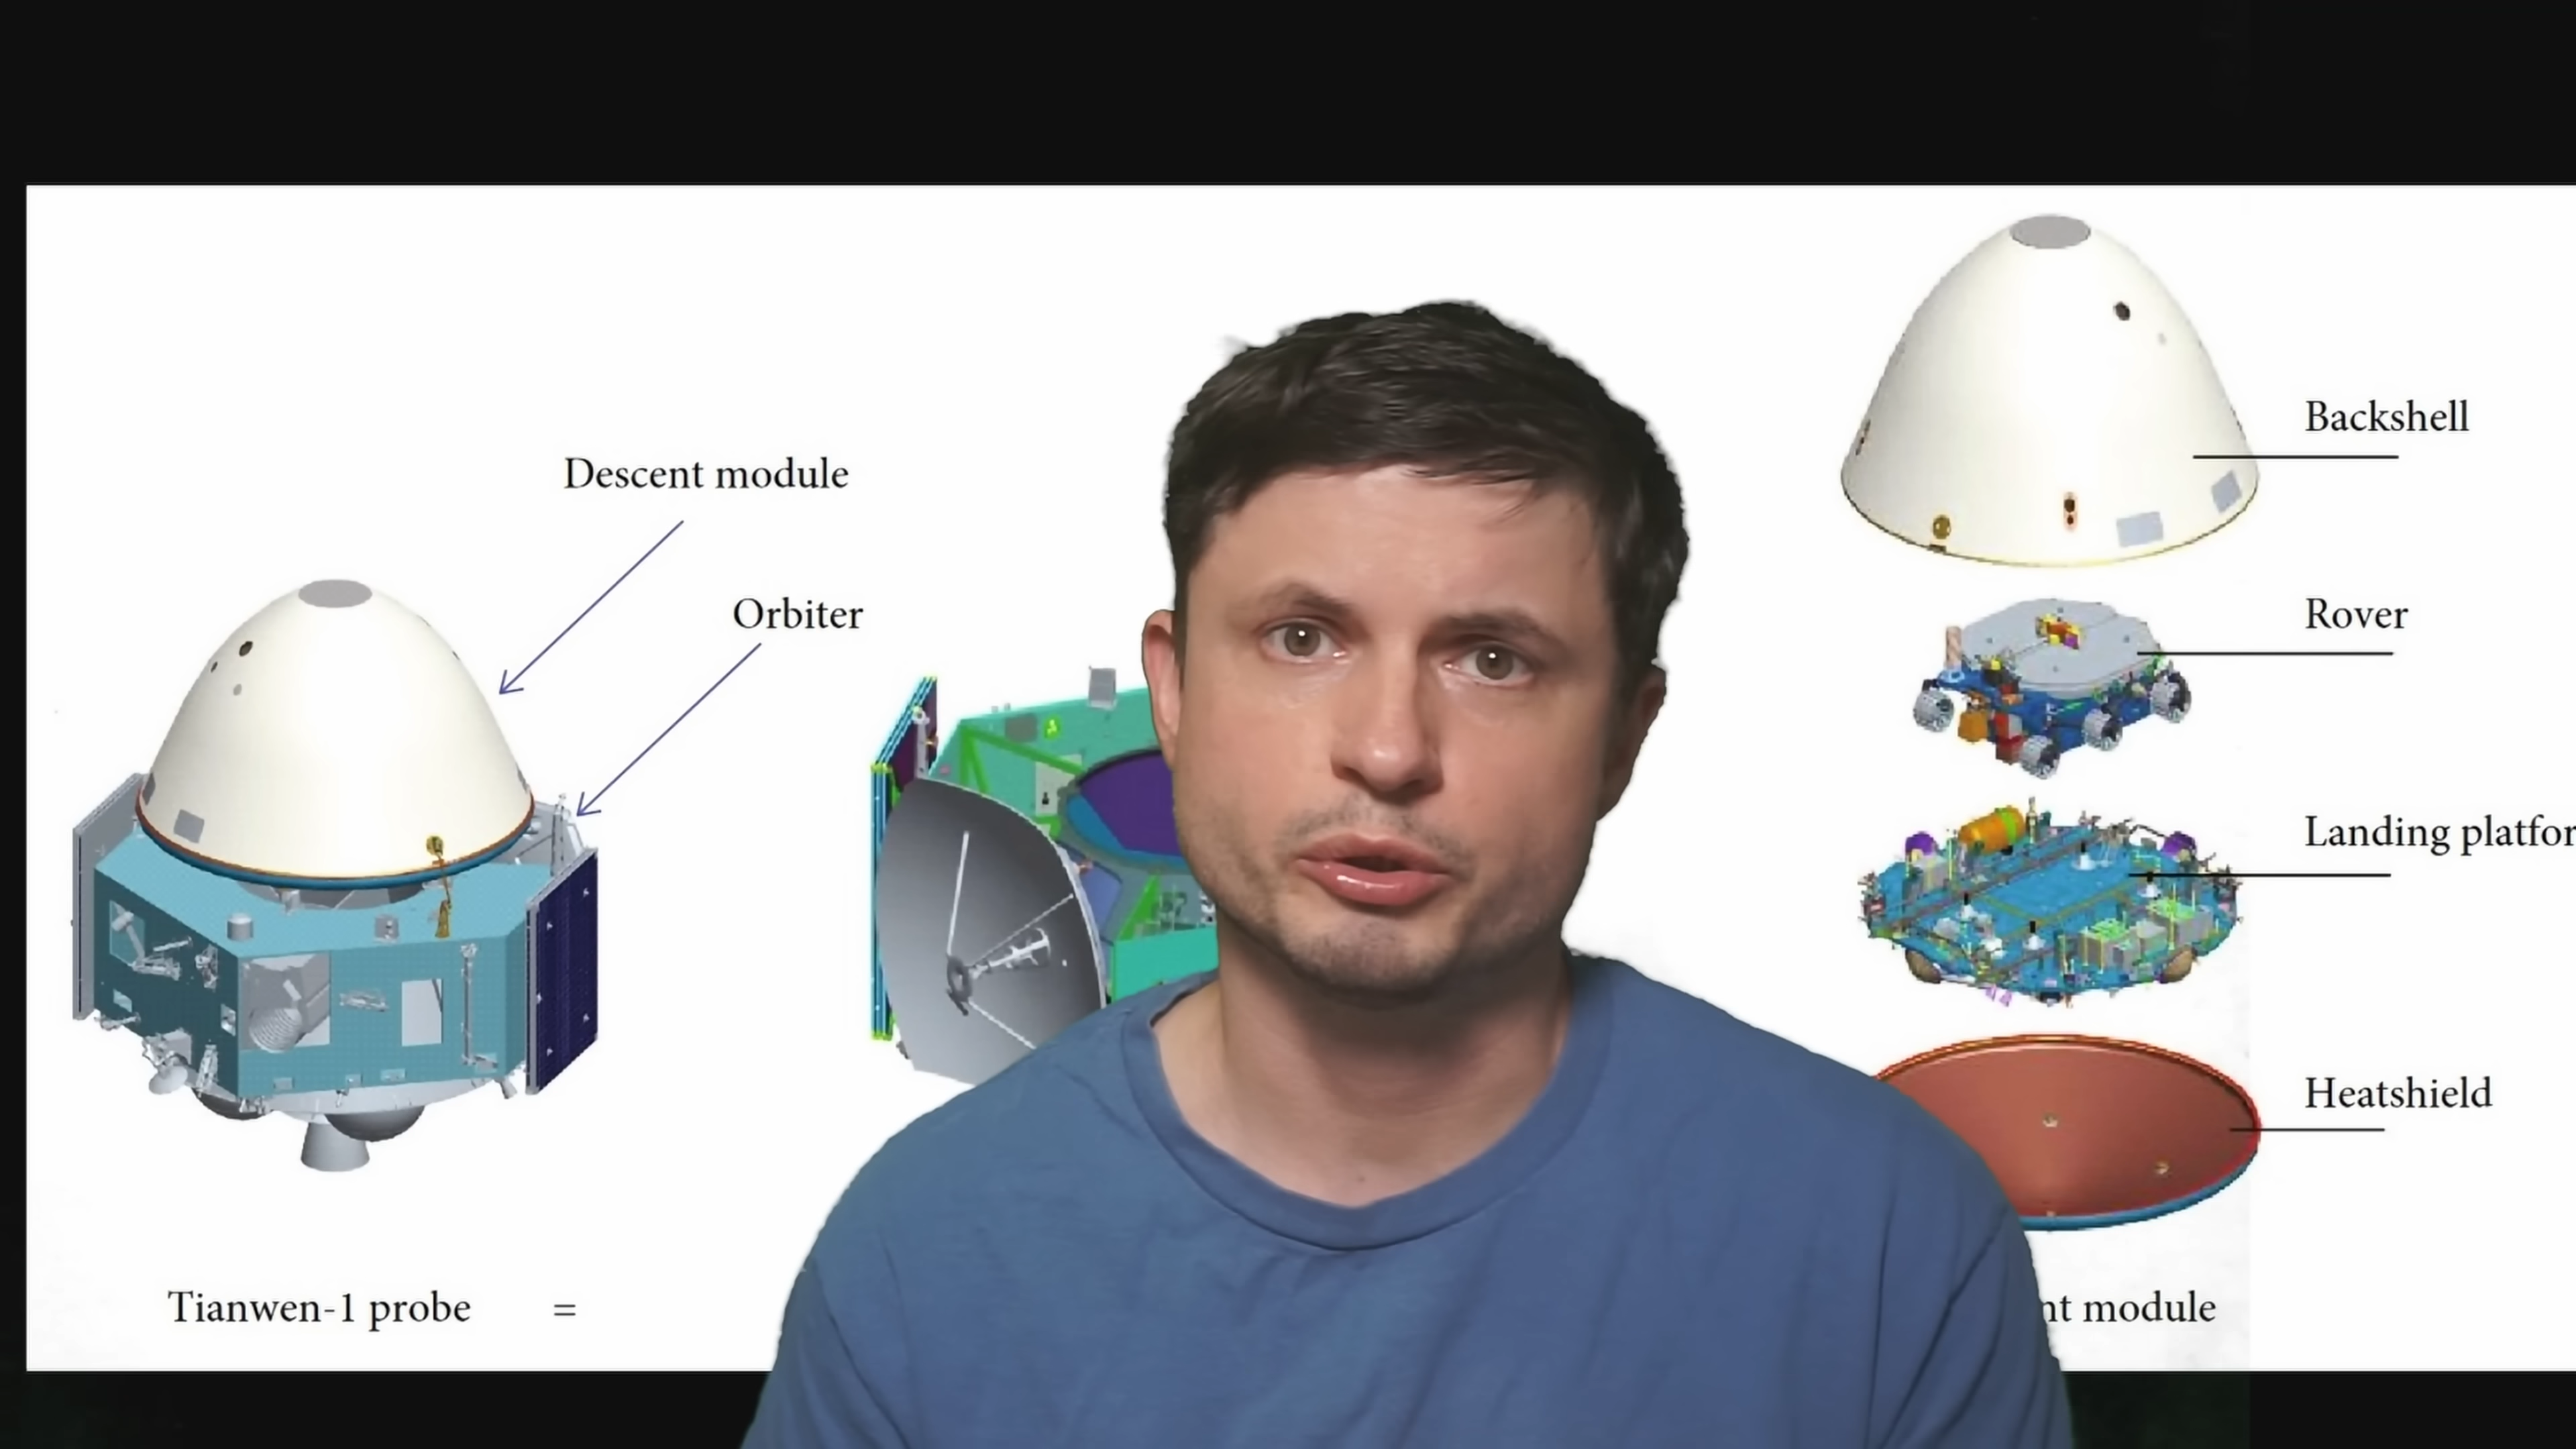 Descent module
Orbiter
Backshell
Rover
Landing platfor
Heatshield
Tianwen-1 probe =
nt module